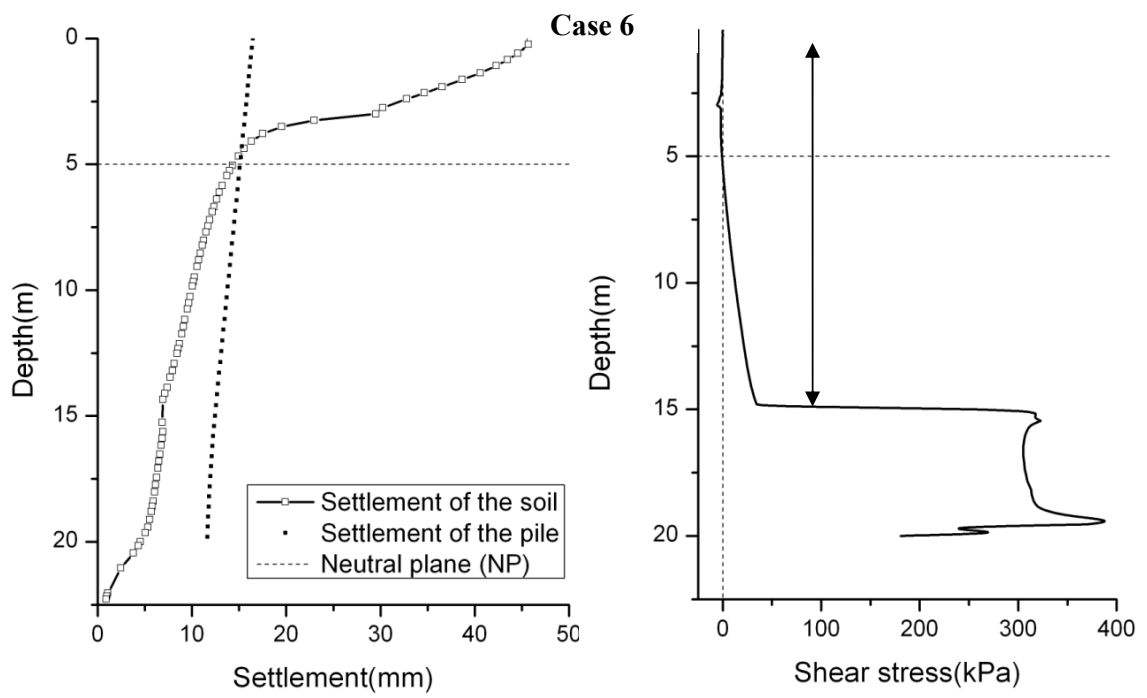 Case 6
0
5
10
15
20
Depth(m)
0
10
20
30
40
50
Settlement(mm)
Settlement of the soil
Settlement of the pile
Neutral plane (NP)
5
10
15
20
Depth(m)
0
100
200
300
400
Shear stress(kPa)